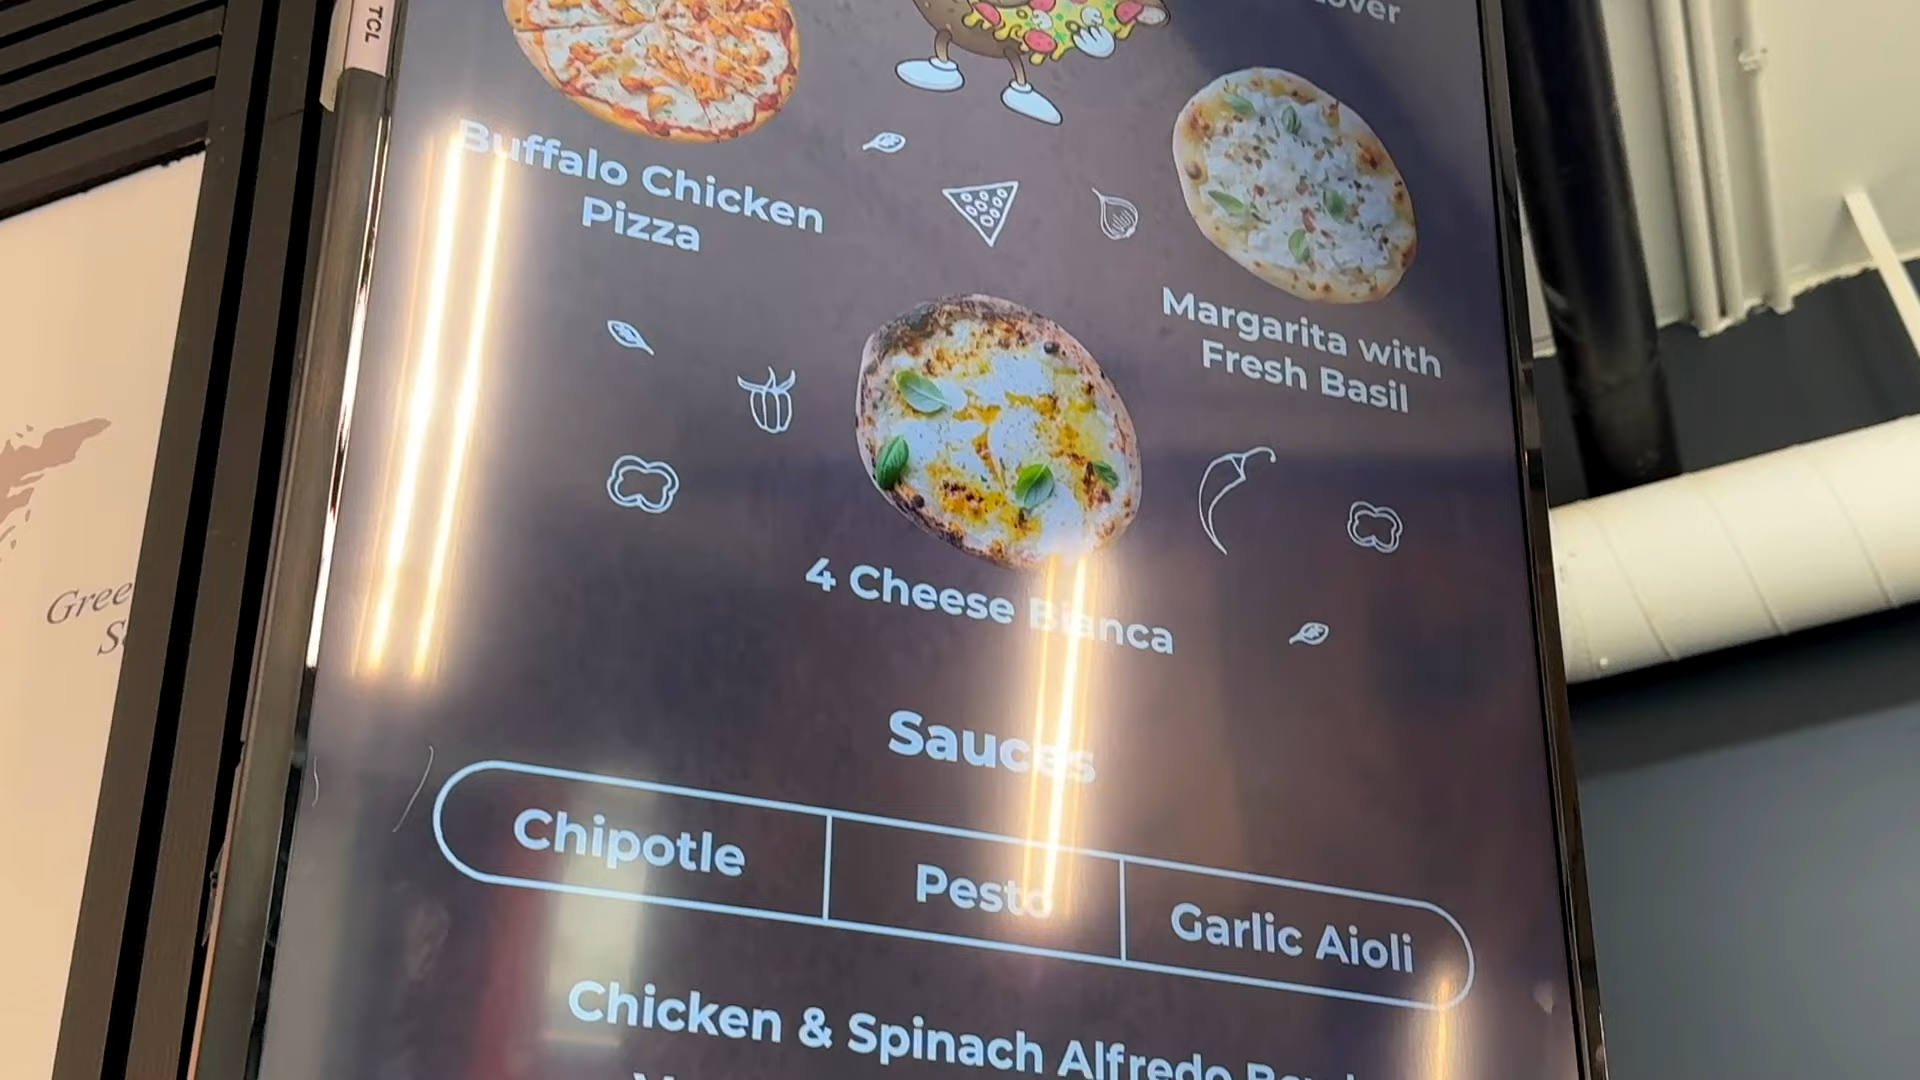 TCL
Buffalo Chicken
Pizza
Margarita with
Fresh Basil
4 Cheese Bianca
Sauces
Chipotle
Pesto
Garlic Aioli
Chicken & Spinach Alfredo